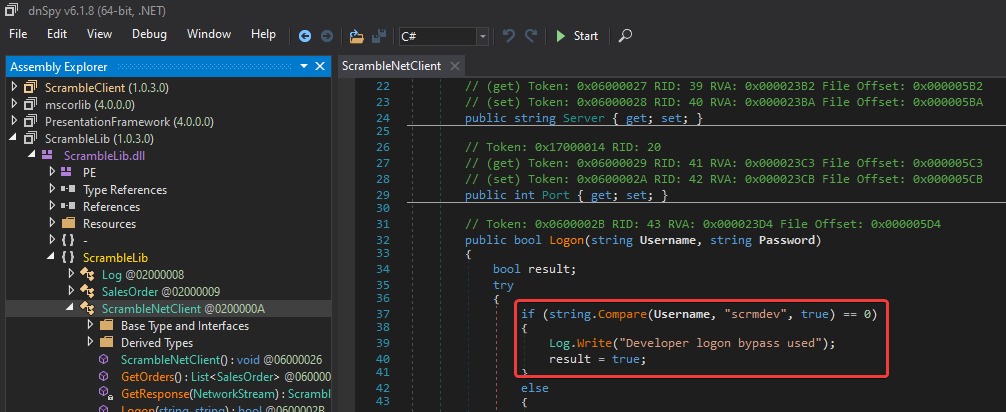 dnSpy v6.1.8 (64-bit, .NET)
File Edit View Debug Window Help C# Start
Assembly Explorer
ScrambleClient (1.0.3.0)
mscorlib (4.0.0.0)
PresentationFramework (4.0.0.0)
ScrambleLib (1.0.3.0)
ScrambleLib.dll
PE
Type References
References
Resources
{ } -
{ } ScrambleLib
Log @02000008
SalesOrder @02000009
ScrambleNetClient @0200000A
Base Type and Interfaces
Derived Types
ScrambleNetClient() : void @06000026
GetOrders() : List<SalesOrder> @060000
GetResponse(NetworkStream) : Scrambl
Logon(string, string) : bool @0600002B
ScrambleNetClient
22 // (get) Token: 0x06000027 RID: 39 RVA: 0x000023B2 File Offset: 0x000005B2
23 // (set) Token: 0x06000028 RID: 40 RVA: 0x000023BA File Offset: 0x000005BA
24 public string Server { get; set; }
25
26 // Token: 0x17000014 RID: 20
27 // (get) Token: 0x06000029 RID: 41 RVA: 0x000023C3 File Offset: 0x000005C3
28 // (set) Token: 0x0600002A RID: 42 RVA: 0x000023CB File Offset: 0x000005CB
29 public int Port { get; set; }
30
31 // Token: 0x0600002B RID: 43 RVA: 0x000023D4 File Offset: 0x000005D4
32 public bool Logon(string Username, string Password)
33 {
34 bool result;
35 try
36 {
37 if (string.Compare(Username, "scrmdev", true) == 0)
38 {
39 Log.Write("Developer logon bypass used");
40 result = true;
41 }
42 else
43 {